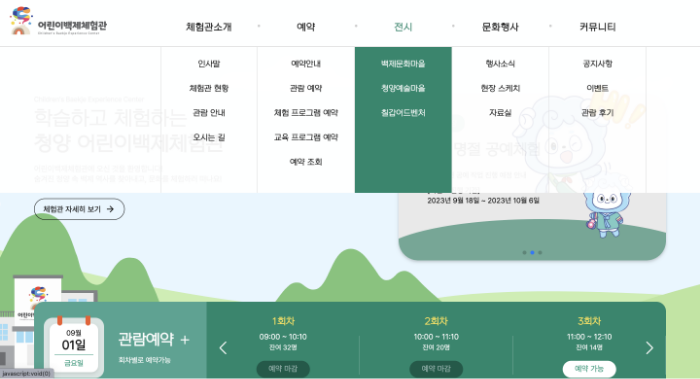 어린이백제체험관
체험관소개
예약
전시
문화행사
커뮤니티
인사말
체험관 현황
관람 안내
오시는 길
예약안내
관람 예약
체험 프로그램 예약
교육 프로그램 예약
예약 조회
백제문화마을
청양예술마을
칠갑어드벤처
행사소식
현장 스케치
자료실
공지사항
이벤트
관람 후기
학습하고 체험하는
청양 어린이백제체험관
명절 공예체험
체험관 자세히 보기 →
2023년 9월 18일 ~ 2023년 10월 6일
09월
01일
금요일
관람예약 +
회차별로 예약가능
1회차
09:00 ~ 10:10
잔여 32명
예약 마감
2회차
10:00 ~ 11:10
잔여 20명
예약 마감
3회차
11:00 ~ 12:10
잔여 14명
예약 가능
javascript:void(0)